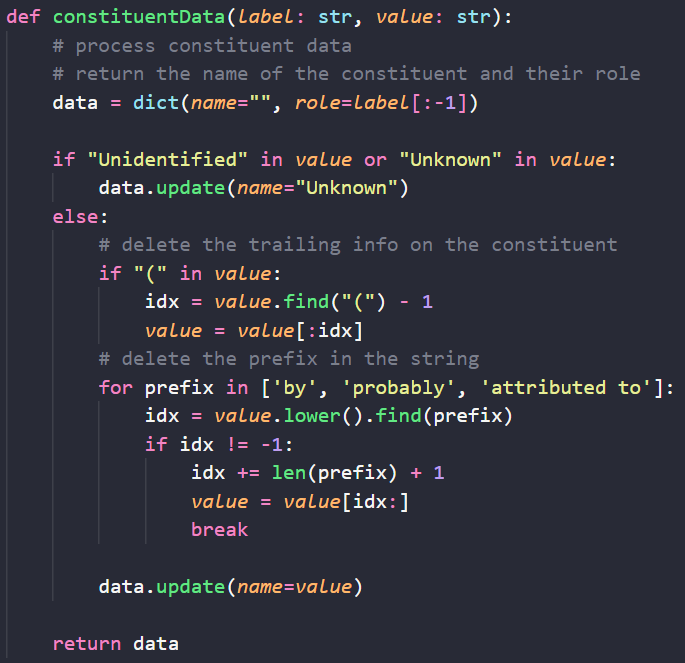 def constituentData(label: str, value: str):
    # process constituent data
    # return the name of the constituent and their role
    data = dict(name="", role=label[:-1])

    if "Unidentified" in value or "Unknown" in value:
        data.update(name="Unknown")
    else:
        # delete the trailing info on the constituent
        if "(" in value:
            idx = value.find("(") - 1
            value = value[:idx]
        # delete the prefix in the string
        for prefix in ['by', 'probably', 'attributed to']:
            idx = value.lower().find(prefix)
            if idx != -1:
                idx += len(prefix) + 1
                value = value[idx:]
                break

        data.update(name=value)

    return data